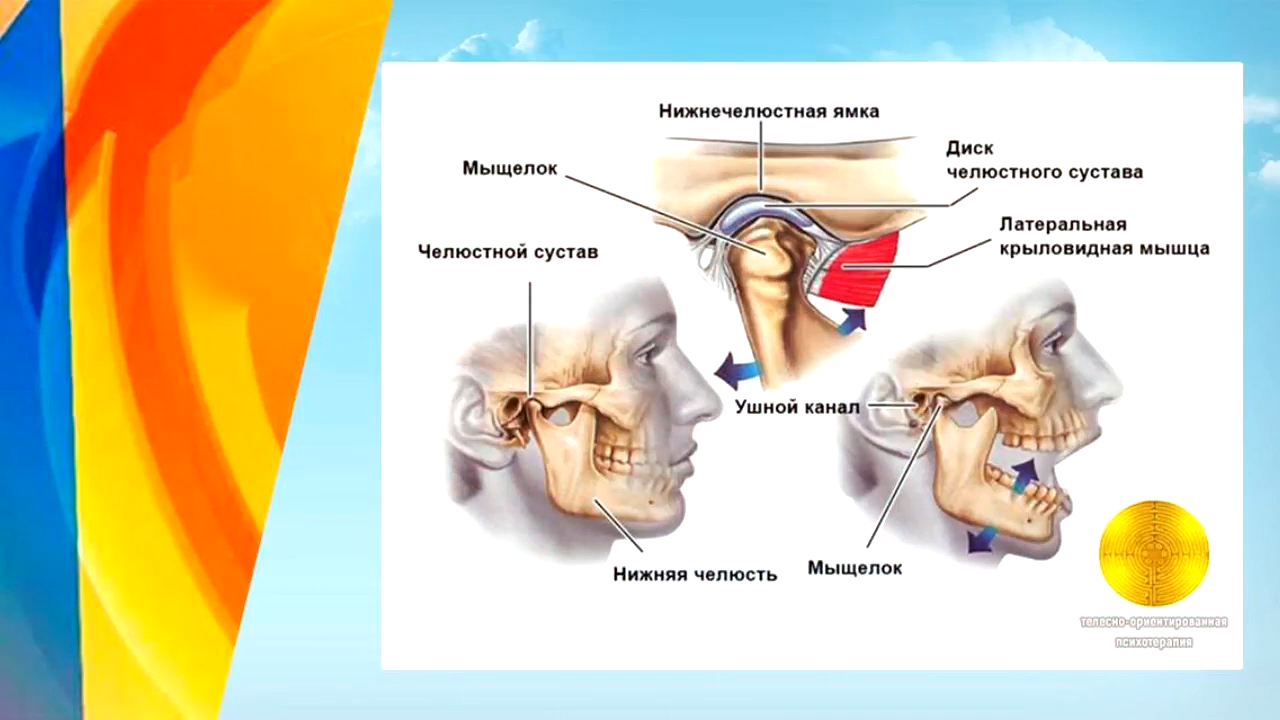 Нижнечелюстная ямка
Диск
челюстного сустава
Мыщелок
Латеральная
крыловидная мышца
Челюстной сустав
Ушной канал
Нижняя челюсть
Мыщелок
телесно-ориентированная
психотерапия